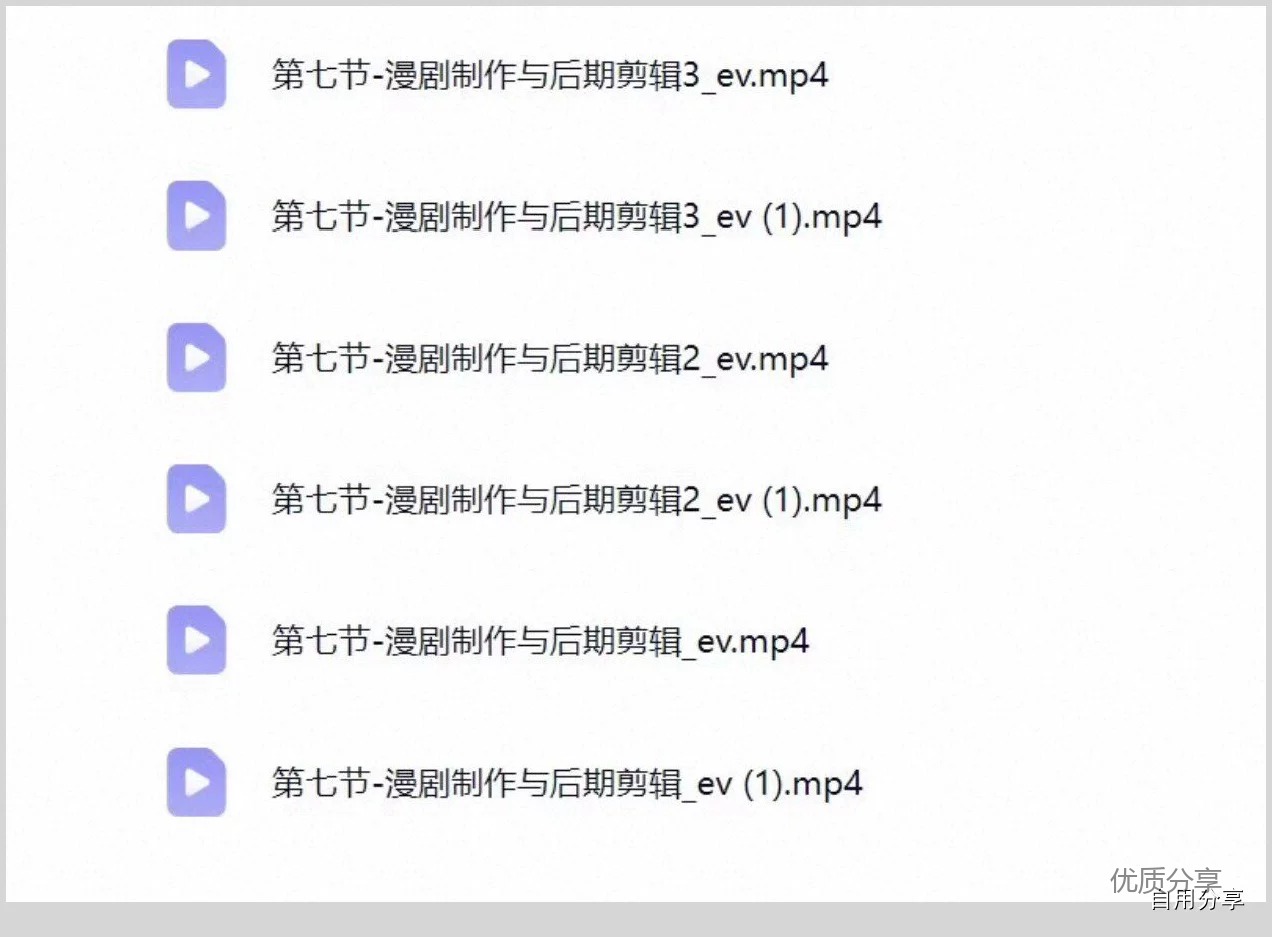 第七节-漫剧制作与后期剪辑3_ev.mp4
第七节-漫剧制作与后期剪辑3_ev (1).mp4
第七节-漫剧制作与后期剪辑2_ev.mp4
第七节-漫剧制作与后期剪辑2_ev (1).mp4
第七节-漫剧制作与后期剪辑_ev.mp4
第七节-漫剧制作与后期剪辑_ev (1).mp4
优质分享
自用分享